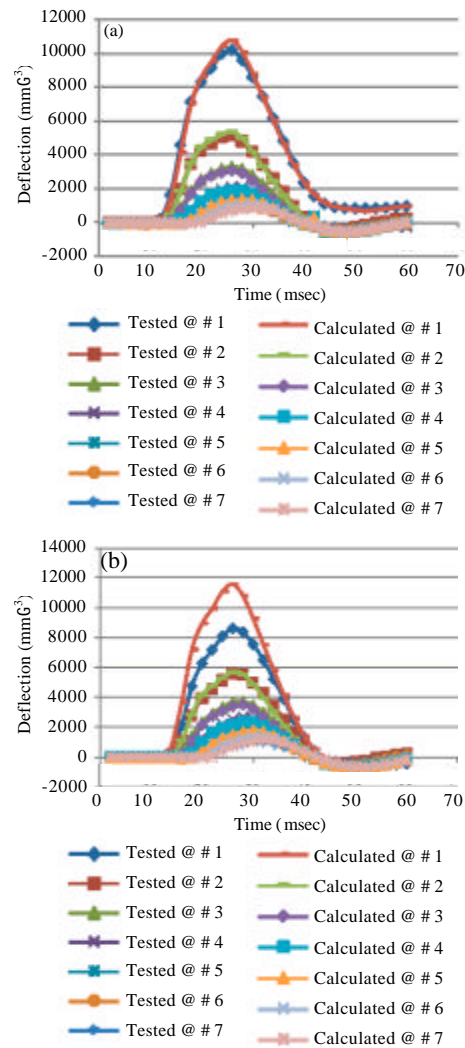 (a)
12000
10000
8000
6000
4000
2000
0
-2000
Deflection (mmG³)
0 10 20 30 40 50 60 70
Time (msec)
Tested @ # 1 Calculated @ # 1
Tested @ # 2 Calculated @ # 2
Tested @ # 3 Calculated @ # 3
Tested @ # 4 Calculated @ # 4
Tested @ # 5 Calculated @ # 5
Tested @ # 6 Calculated @ # 6
Tested @ # 7 Calculated @ # 7
(b)
14000
12000
10000
8000
6000
4000
2000
0
-2000
Deflection (mmG³)
0 10 20 30 40 50 60 70
Time (msec)
Tested @ # 1 Calculated @ # 1
Tested @ # 2 Calculated @ # 2
Tested @ # 3 Calculated @ # 3
Tested @ # 4 Calculated @ # 4
Tested @ # 5 Calculated @ # 5
Tested @ # 6 Calculated @ # 6
Tested @ # 7 Calculated @ # 7